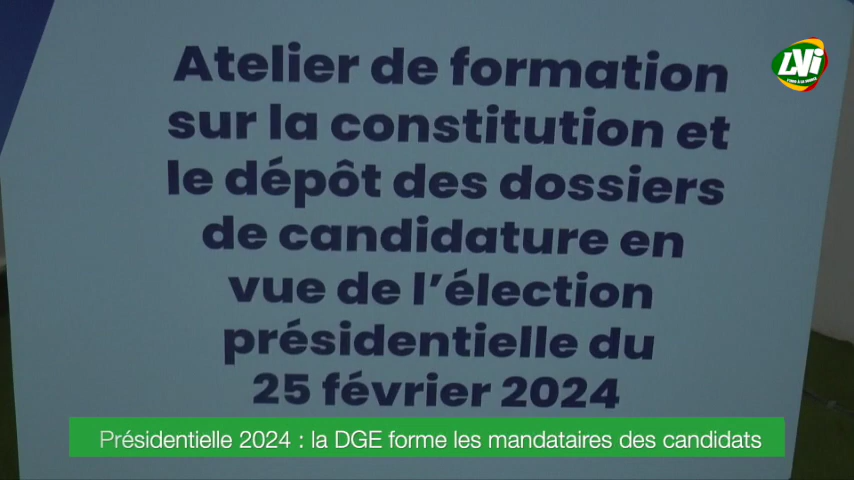 Atelier de formation
sur la constitution et
le dépôt des dossiers
de candidature en
vue de l'élection
présidentielle du
25 février 2024
Présidentielle 2024 : la DGE forme les mandataires des candidats
LVi